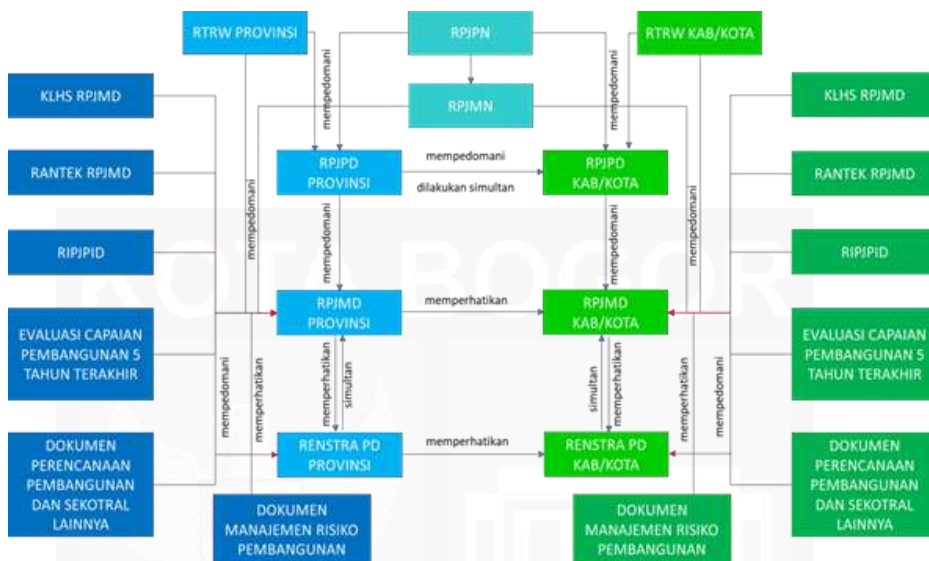 RTRW PROVINSI
RPJPN
RTRW KAB/KOTA
KLHS RPJMD
mempedomani
mempedomani
RPJMN
mempedomani
mempedomani
KLHS RPJMD
RANTEK RPJMD
RPJPD
PROVINSI
mempedomani
dilakukan simultan
RPJPD
KAB/KOTA
RANTEK RPJMD
RIPJPID
mempedomani
mempedomani
mempedomani
mempedomani
RIPJPID
KOTA BOGOR
RPJMD
PROVINSI
memperhatikan
RPJMD
KAB/KOTA
EVALUASI CAPAIAN
PEMBANGUNAN 5
TAHUN TERAKHIR
mempedomani
memperhatikan
memperhatikan
simultan
simultan
memperhatikan
memperhatikan
mempedomani
EVALUASI CAPAIAN
PEMBANGUNAN 5
TAHUN TERAKHIR
DOKUMEN
PERENCANAAN
PEMBANGUNAN
DAN SEKOTRAL
LAINNYA
RENSTRA PD
PROVINSI
memperhatikan
RENSTRA PD
KAB/KOTA
DOKUMEN
PERENCANAAN
PEMBANGUNAN
DAN SEKOTRAL
LAINNYA
DOKUMEN
MANAJEMEN RISIKO
PEMBANGUNAN
DOKUMEN
MANAJEMEN RISIKO
PEMBANGUNAN